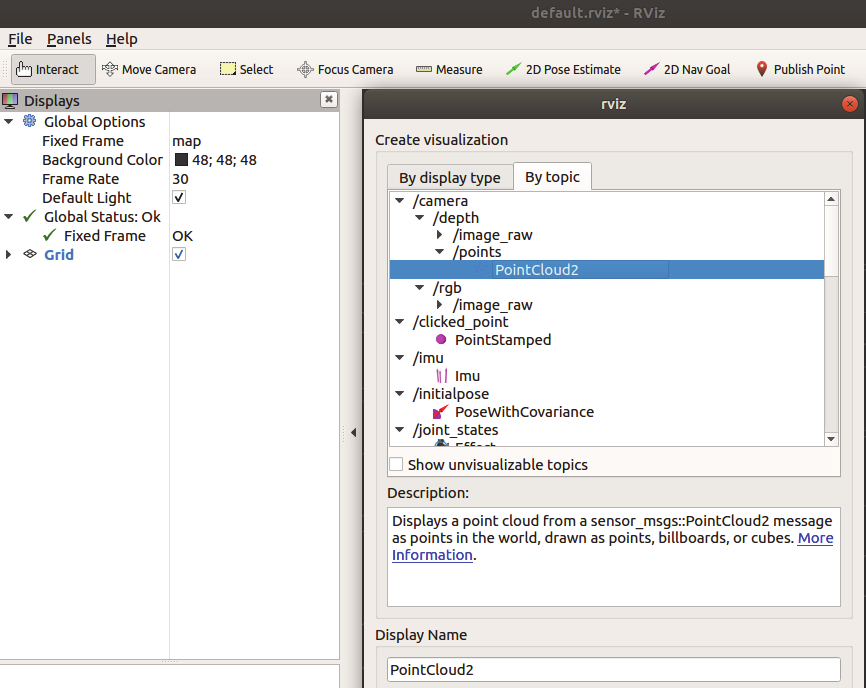 default.rviz* - RViz
File Panels Help
Interact Move Camera Select Focus Camera Measure 2D Pose Estimate 2D Nav Goal Publish Point
Displays
Global Options
Fixed Frame map
Background Color 48; 48; 48
Frame Rate 30
Default Light
Global Status: Ok
Fixed Frame OK
Grid
rviz
Create visualization
By display type By topic
/camera
/depth
/image_raw
/points
PointCloud2
/rgb
/image_raw
/clicked_point
PointStamped
/imu
Imu
/initialpose
PoseWithCovariance
/joint_states
Effort
Show unvisualizable topics
Description:
Displays a point cloud from a sensor_msgs::PointCloud2 message
as points in the world, drawn as points, billboards, or cubes. More
Information.
Display Name
PointCloud2